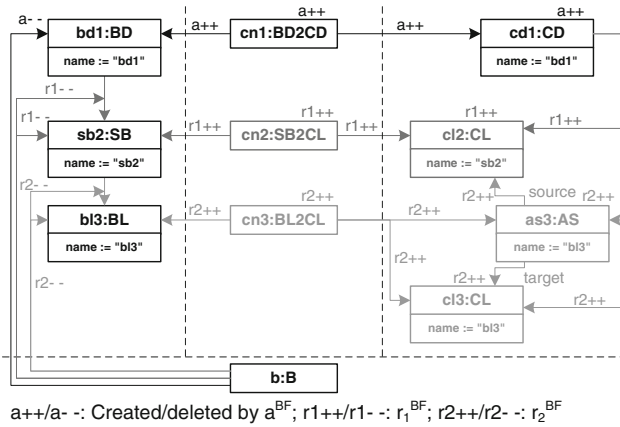 a++ a++
a- - bd1:BD a++ cn1:BD2CD a++ cd1:CD
name := "bd1" name := "bd1"
r1- -
r1++ r1++
r1- - sb2:SB r1++ cn2:SB2CL r1++ cl2:CL r1++
name := "sb2" name := "sb2"
r2- - r2++ r2++ source r2++
bl3:BL r2++ cn3:BL2CL r2++ as3:AS
name := "bl3" name := "bl3"
r2- - r2++ r2++ target
cl3:CL r2++
name := "bl3"
b:B
a++/a- -: Created/deleted by a^BF; r1++/r1- -: r₁^BF; r2++/r2- -: r₂^BF